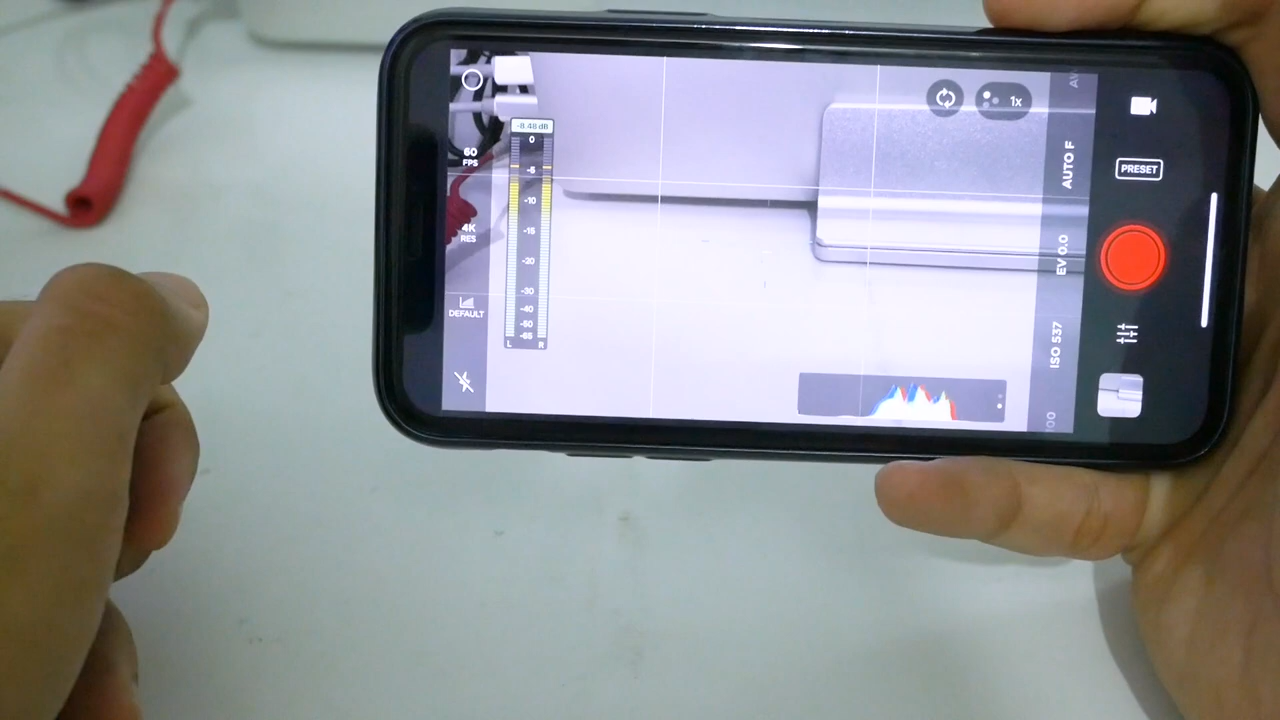 1x
AUTO F
EV 0.0
ISO 537
PRESET
60
FPS
4K
RES
DEFAULT
-8.48 dB
0
-5
-10
-15
-20
-30
-40
-50
-65
L R